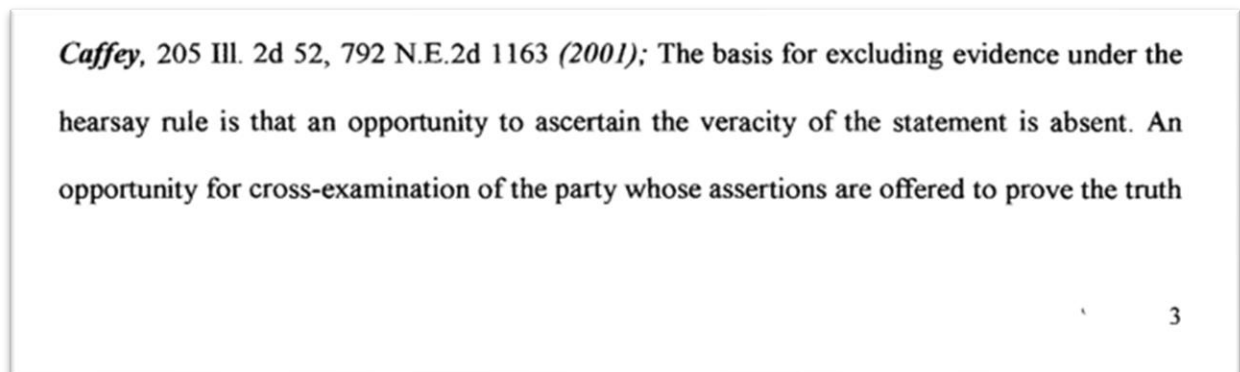 Caffey, 205 Ill. 2d 52, 792 N.E.2d 1163 (2001); The basis for excluding evidence under the
hearsay rule is that an opportunity to ascertain the veracity of the statement is absent. An
opportunity for cross-examination of the party whose assertions are offered to prove the truth
3